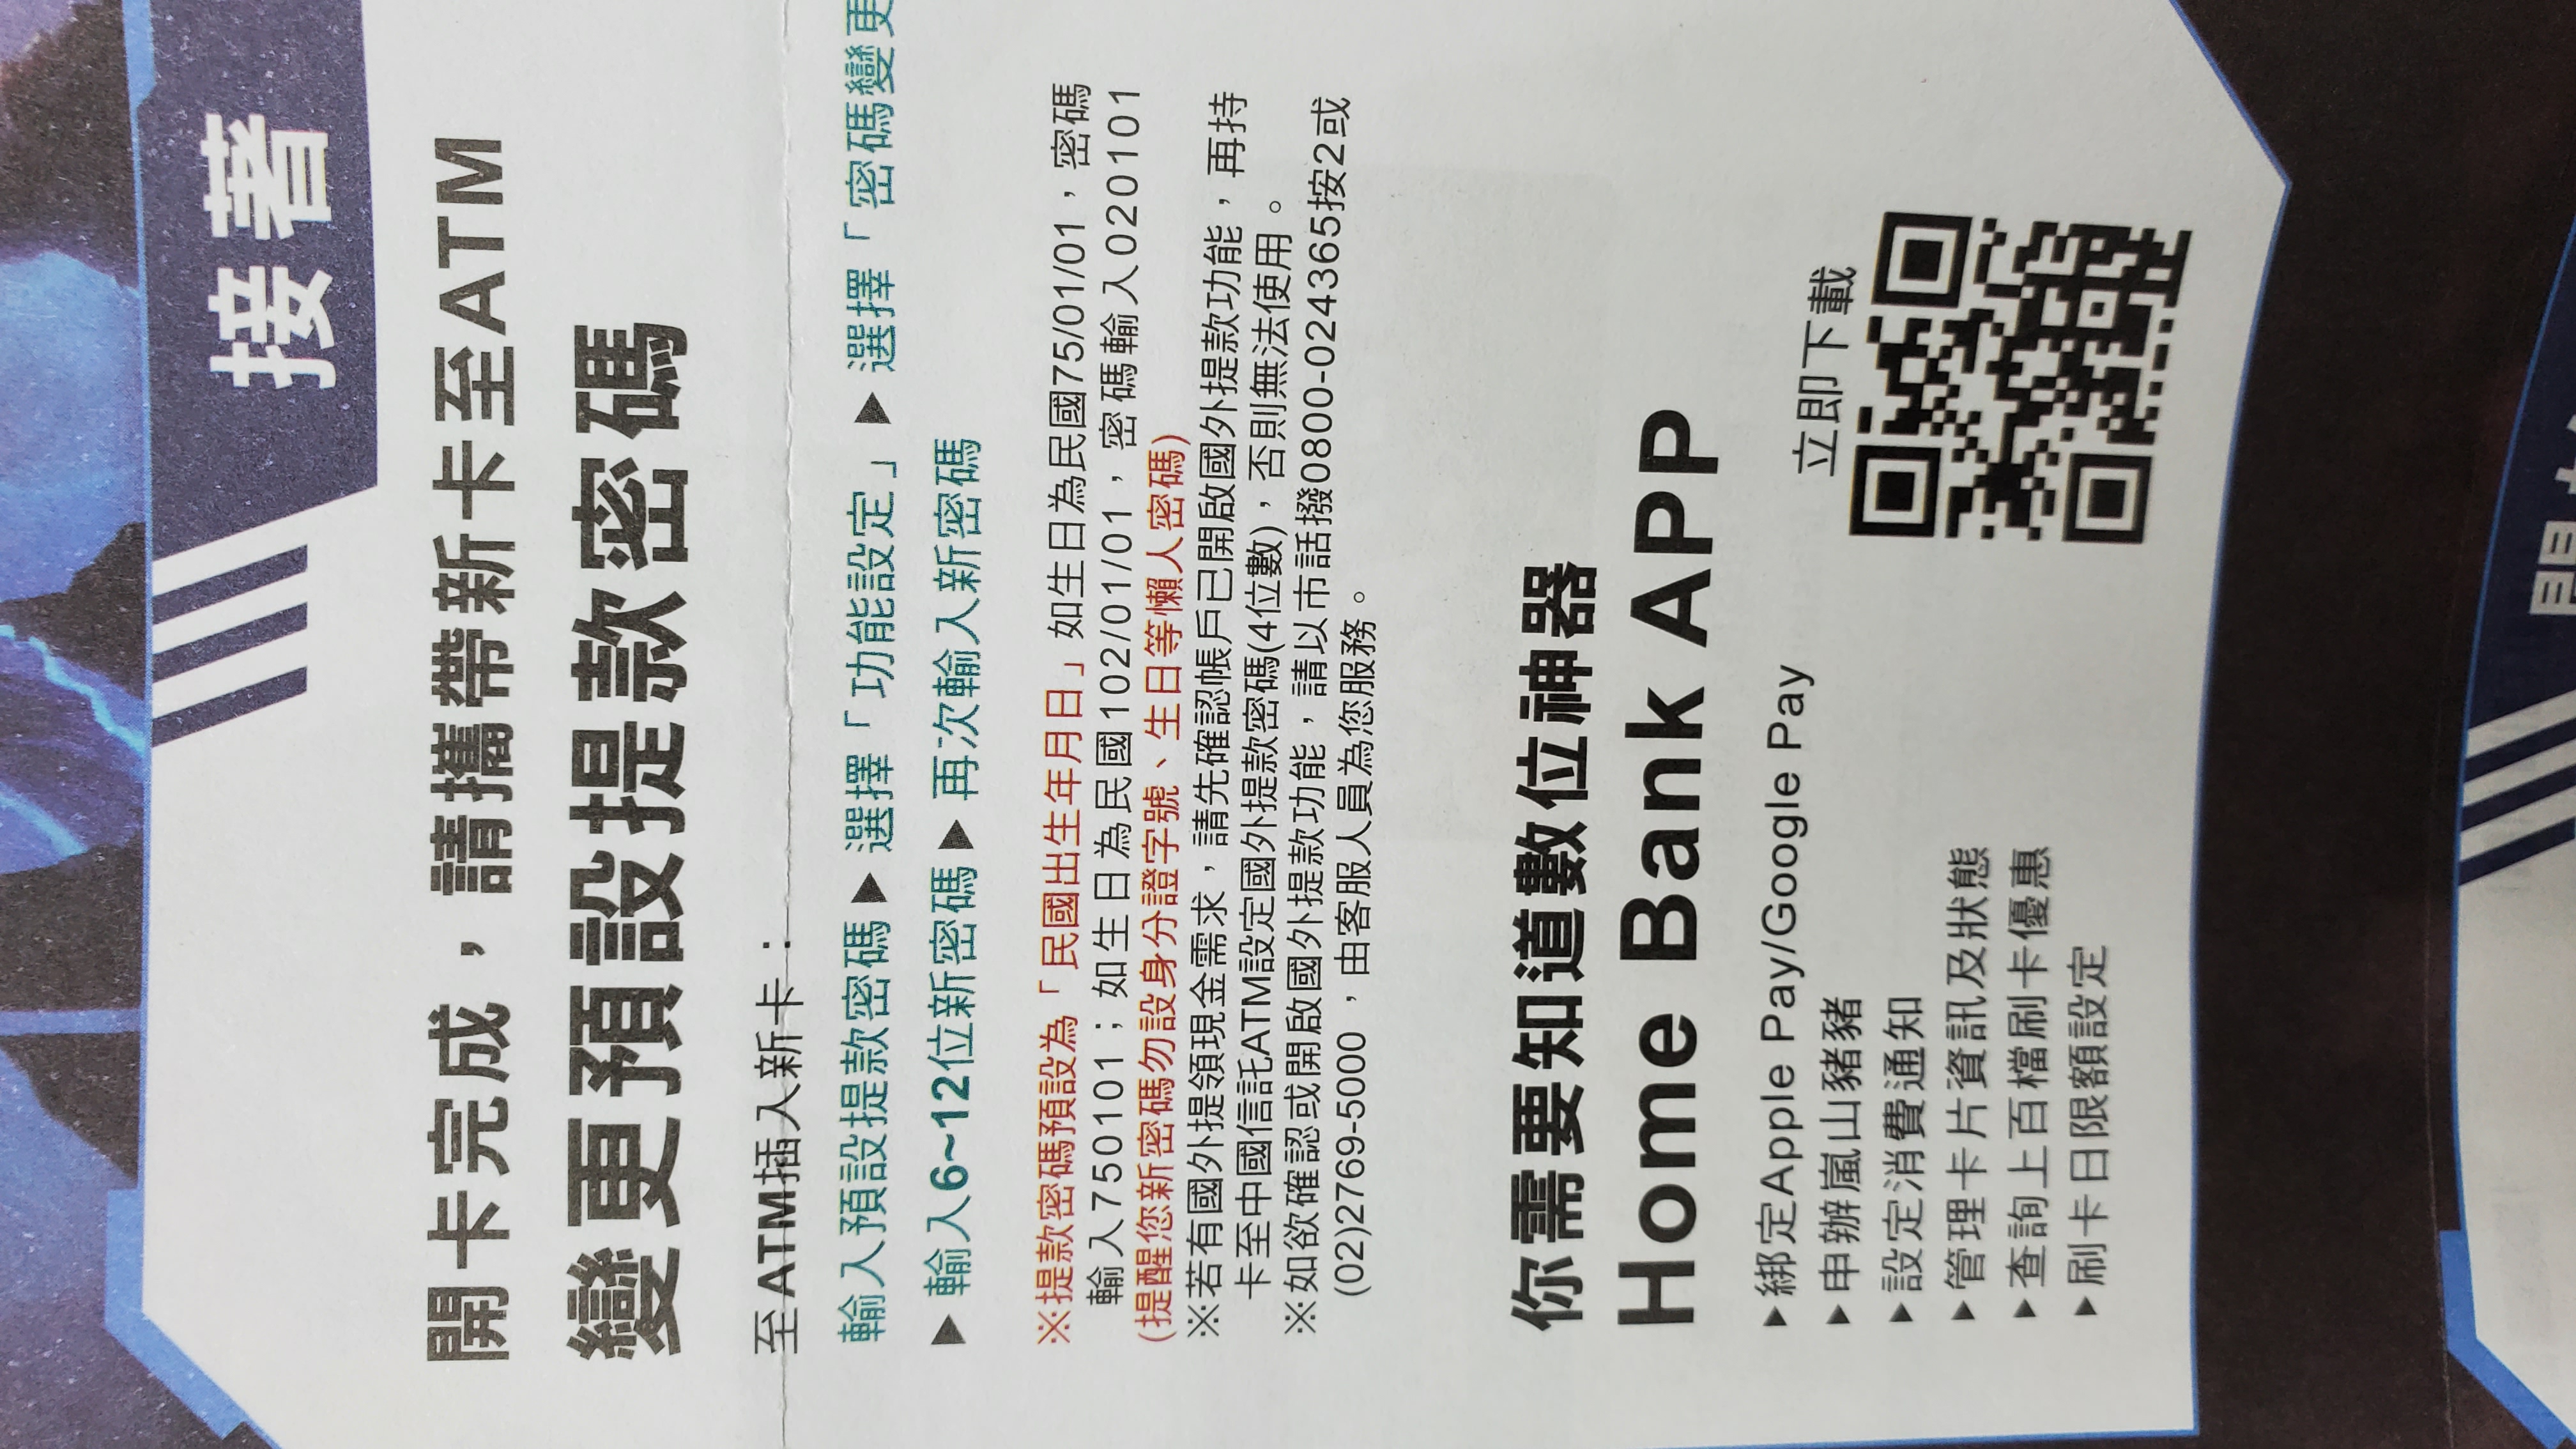 接著
開卡完成，請攜帶新卡至ATM
變更預設提款密碼
至ATM插入新卡：
輸入預設提款密碼▶選擇「功能設定」▶選擇「密碼變更
▶輸入6~12位新密碼▶再次輸入新密碼
※提款密碼預設為「民國出生年月日」如生日為民國75/01/01，密碼
輸入750101；如生日為民國102/01/01，密碼輸入020101
(提醒您新密碼勿設身分證字號、生日等懶人密碼)
※若有國外提領現金需求，請先確認帳戶已開啟國外提款功能，再持
卡至中國信託ATM設定國外提款密碼(4位數)，否則無法使用。
※如欲確認或開啟國外提款功能，請以市話撥0800-024365按2或
(02)2769-5000，由客服人員為您服務。
你需要知道數位神器
Home Bank APP
▶綁定Apple Pay/Google Pay
▶申辦嵐山豬豬
▶設定消費通知
▶管理卡片資訊及狀態
▶查詢上百檔刷卡優惠
▶刷卡日限額設定
立即下載